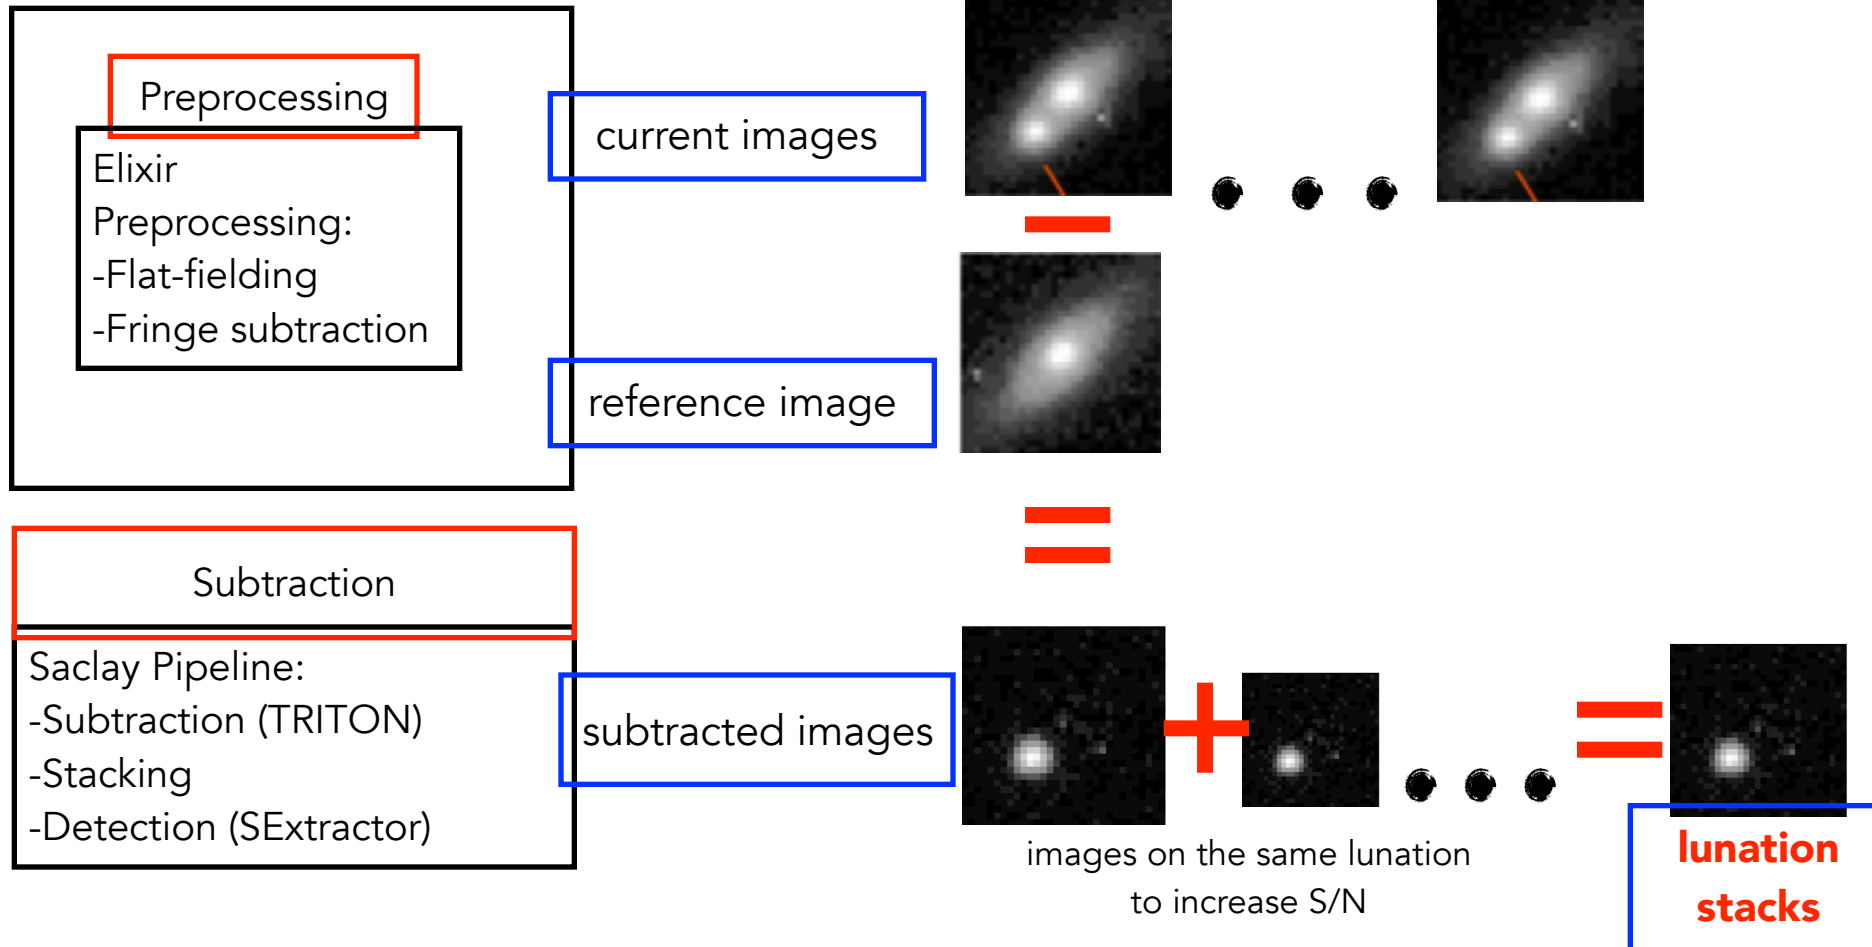 Preprocessing
Elixir
Preprocessing:
-Flat-fielding
-Fringe subtraction
current images
reference image
Subtraction
Saclay Pipeline:
-Subtraction (TRITON)
-Stacking
-Detection (SExtractor)
subtracted images
images on the same lunation
to increase S/N
lunation
stacks